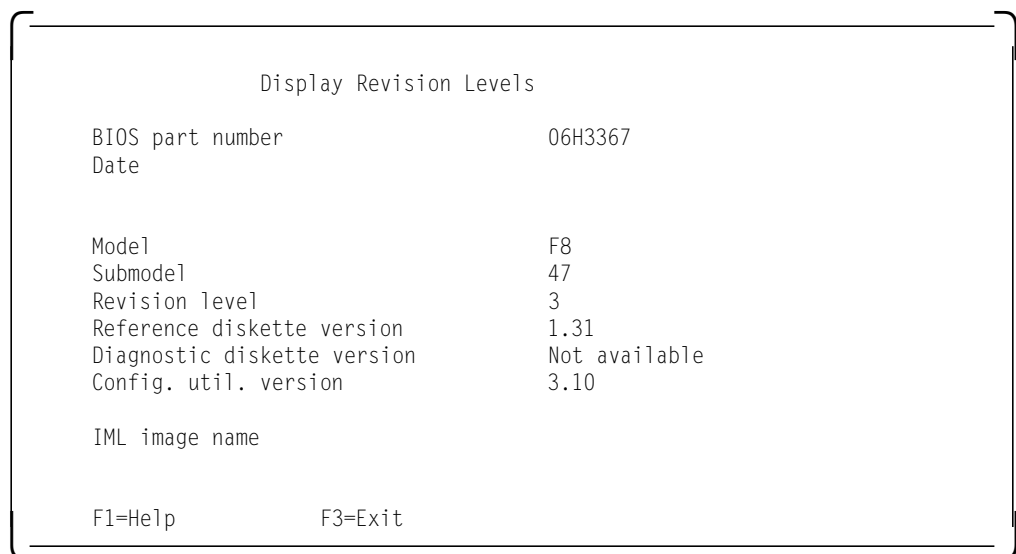 Display Revision Levels
BIOS part number 06H3367
Date
Model F8
Submodel 47
Revision level 3
Reference diskette version 1.31
Diagnostic diskette version Not available
Config. util. version 3.10
IML image name
F1=Help F3=Exit